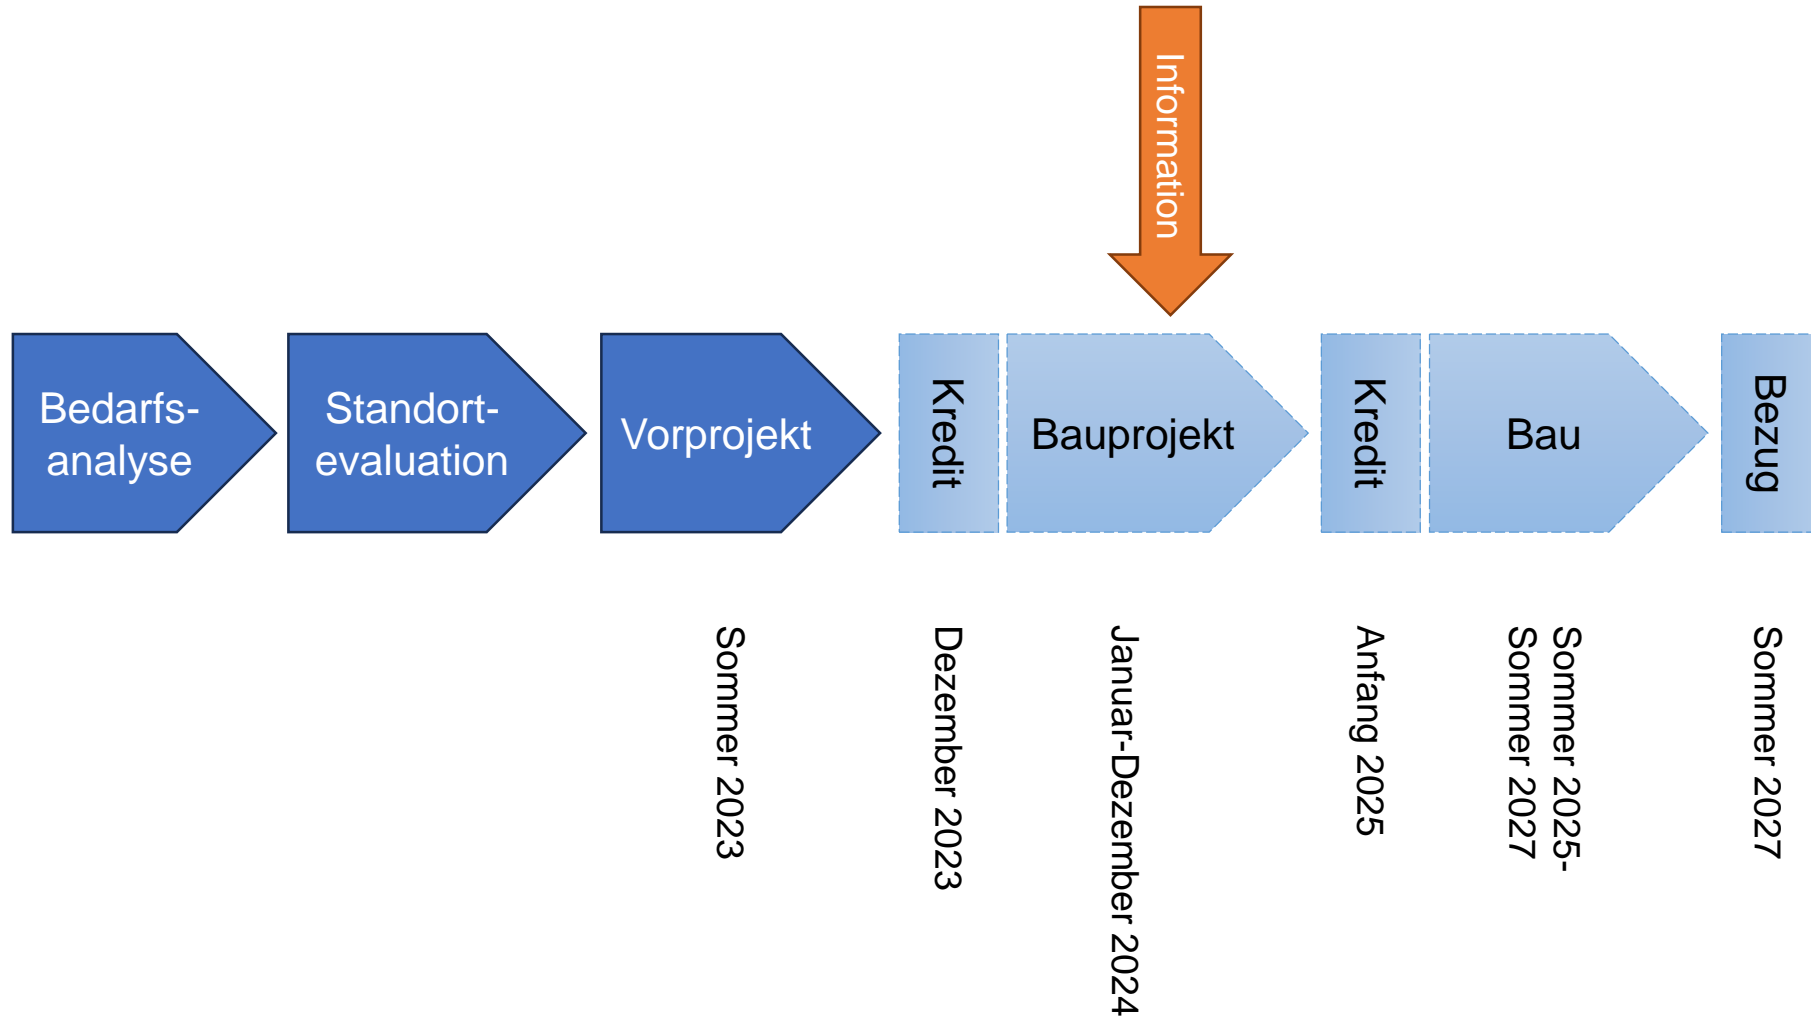 Information
Bedarfs-
analyse
Standort-
evaluation
Vorprojekt
Kredit
Bauprojekt
Kredit
Bau
Bezug
Sommer 2023
Dezember 2023
Januar-Dezember 2024
Anfang 2025
Sommer 2025-
Sommer 2027
Sommer 2027